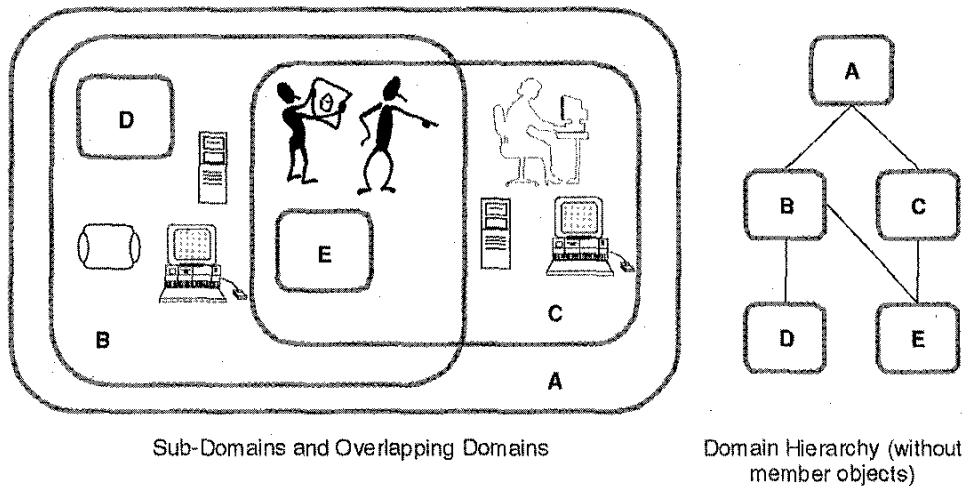 D
E
B
C
A
Sub-Domains and Overlapping Domains
A
B
C
D
E
Domain Hierarchy (without
member objects)